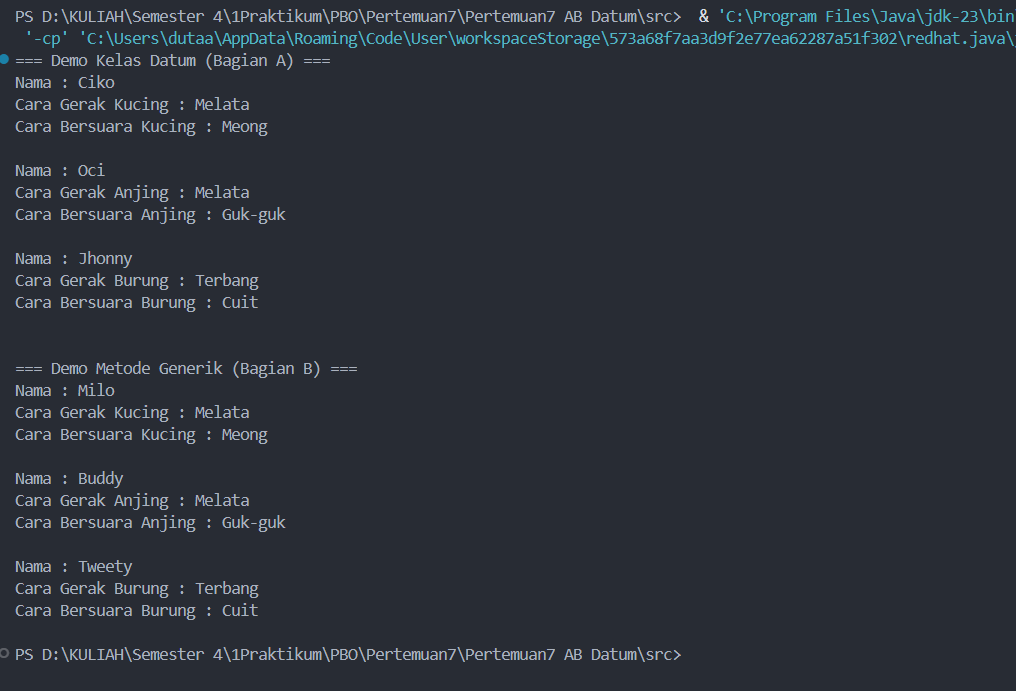 PS D:\KULIAH\Semester 4\1Praktikum\PBO\Pertemuan7\Pertemuan7 AB Datum\src>  & 'C:\Program Files\Java\jdk-23\bin
'-cp' 'C:\Users\dutaa\AppData\Roaming\Code\User\workspaceStorage\573a68f7aa3d9f2e77ea62287a51f302\redhat.java\
=== Demo Kelas Datum (Bagian A) ===
Nama : Ciko
Cara Gerak Kucing : Melata
Cara Bersuara Kucing : Meong
Nama : Oci
Cara Gerak Anjing : Melata
Cara Bersuara Anjing : Guk-guk
Nama : Jhonny
Cara Gerak Burung : Terbang
Cara Bersuara Burung : Cuit
=== Demo Metode Generik (Bagian B) ===
Nama : Milo
Cara Gerak Kucing : Melata
Cara Bersuara Kucing : Meong
Nama : Buddy
Cara Gerak Anjing : Melata
Cara Bersuara Anjing : Guk-guk
Nama : Tweety
Cara Gerak Burung : Terbang
Cara Bersuara Burung : Cuit
PS D:\KULIAH\Semester 4\1Praktikum\PBO\Pertemuan7\Pertemuan7 AB Datum\src>